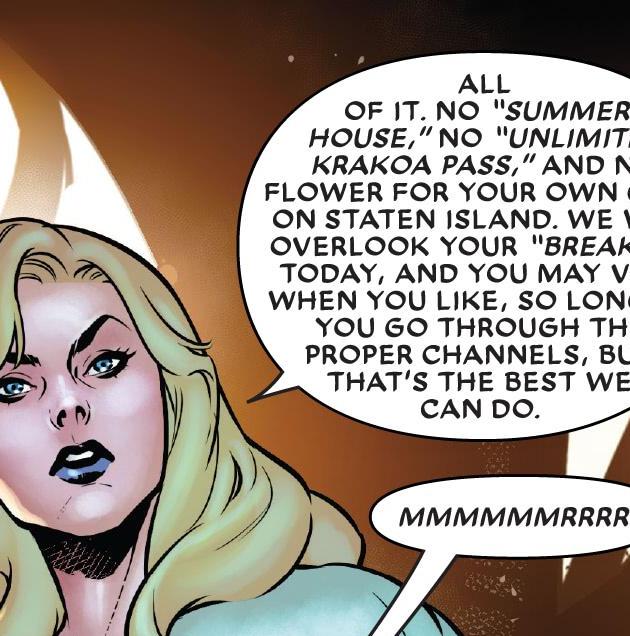 ALL
OF IT. NO "SUMMER
HOUSE," NO "UNLIMIT
KRAKOA PASS," AND N
FLOWER FOR YOUR OWN
ON STATEN ISLAND. WE
OVERLOOK YOUR "BREAK
TODAY, AND YOU MAY V
WHEN YOU LIKE, SO LONG
YOU GO THROUGH TH
PROPER CHANNELS, BU
THAT'S THE BEST WE
CAN DO.
MMMMMMRRRR